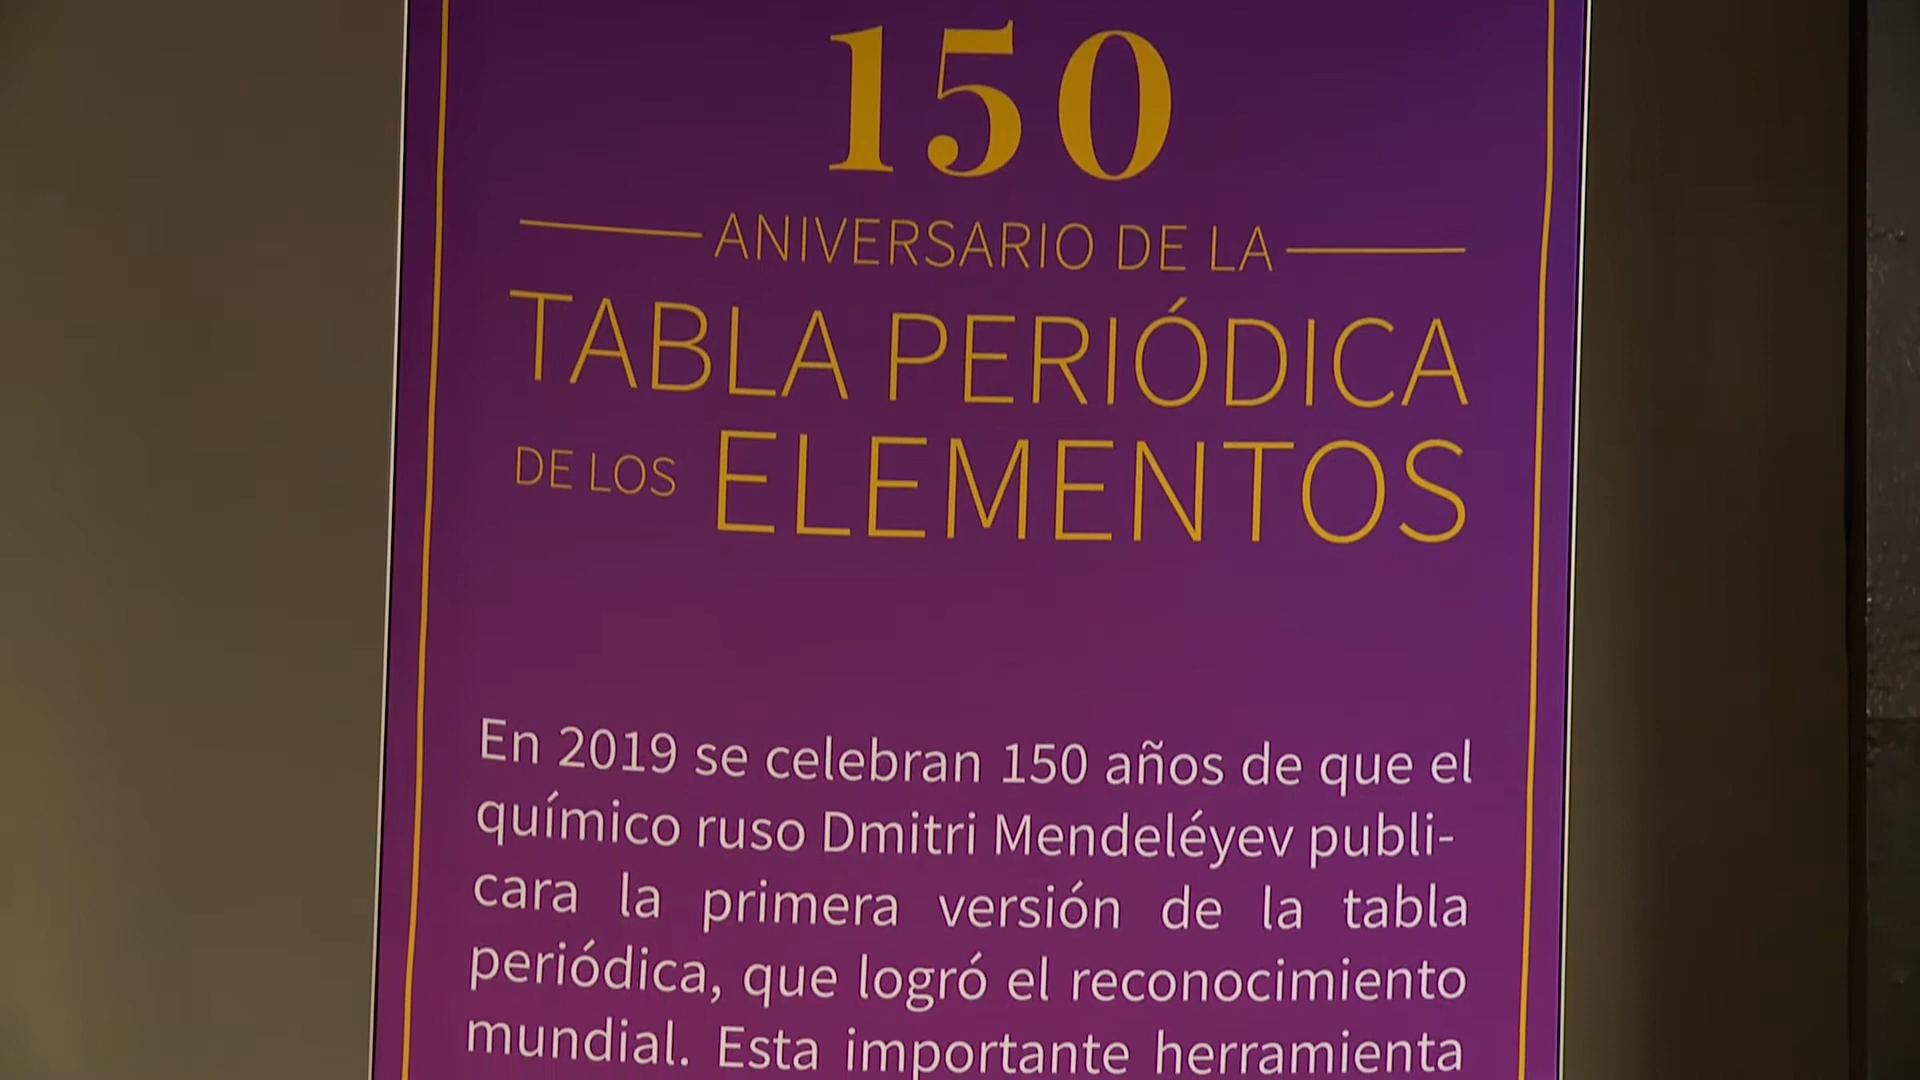 150
ANIVERSARIO DE LA
TABLA PERIÓDICA
DE LOS ELEMENTOS
En 2019 se celebran 150 años de que el
químico ruso Dmitri Mendeléyev publi-
cara la primera versión de la tabla
periódica, que logró el reconocimiento
mundial. Esta importante herramienta